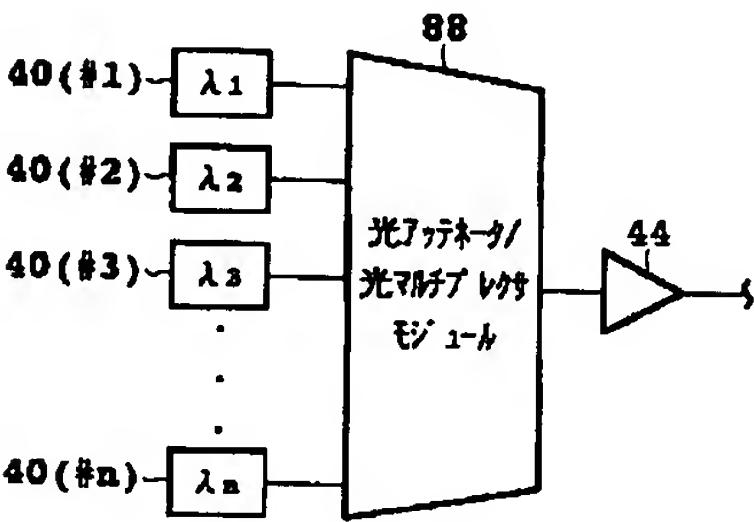 88
40(#1) λ1
40(#2) λ2
40(#3) λ3
光アッテネータ/
光マルチプレクサ
モジュール
44
40(#n) λn